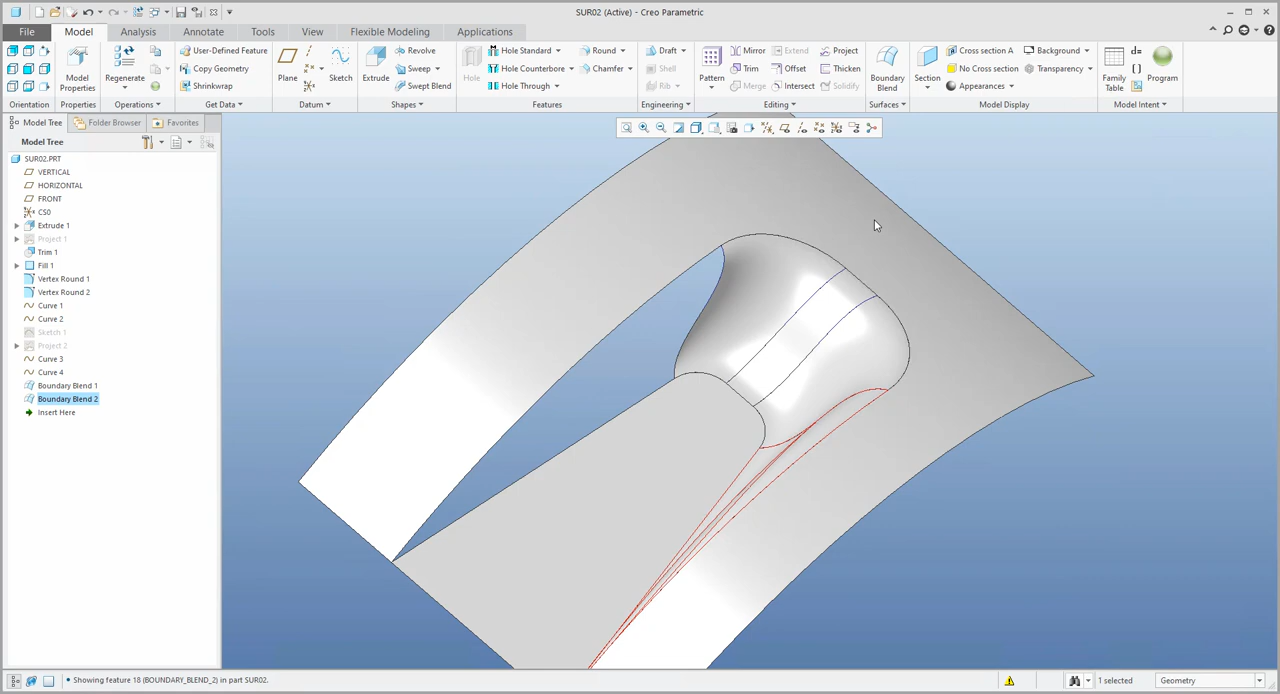 SUR02 (Active) - Creo Parametric
File Model Analysis Annotate Tools View Flexible Modeling Applications
User-Defined Feature Revolve Hole Standard Round Draft Mirror Extend Project Cross section A Background
Copy Geometry Sweep Hole Counterbore Chamfer Shell Trim Offset Thicken No Cross section Transparency
Shrinkwrap Swept Blend Hole Through Rib Merge Intersect Solidify Appearances
Model Properties Regenerate Plane Sketch Extrude Hole Pattern Boundary Blend Section Family Table Program
Orientation Properties Operations Get Data Datum Shapes Features Engineering Editing Surfaces Model Display Model Intent
Model Tree Folder Browser Favorites
Model Tree
SUR02.PRT
VERTICAL
HORIZONTAL
FRONT
CS0
Extrude 1
Project 1
Trim 1
Fill 1
Vertex Round 1
Vertex Round 2
Curve 1
Curve 2
Sketch 1
Project 2
Curve 3
Curve 4
Boundary Blend 1
Boundary Blend 2
Insert Here
• Showing feature 18 (BOUNDARY_BLEND_2) in part SUR02.
1 selected
Geometry